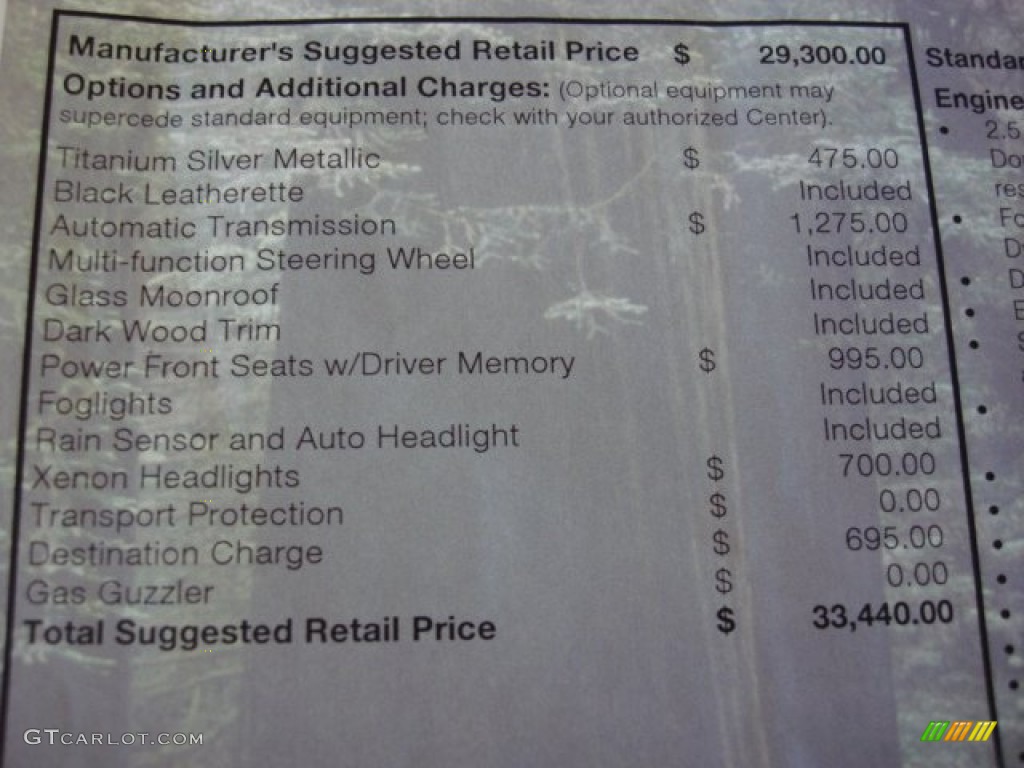 Manufacturer's Suggested Retail Price $ 29,300.00
Options and Additional Charges: (Optional equipment may
supercede standard equipment; check with your authorized Center).
Titanium Silver Metallic $ 475.00
Black Leatherette Included
Automatic Transmission $ 1,275.00
Multi-function Steering Wheel Included
Glass Moonroof Included
Dark Wood Trim Included
Power Front Seats w/Driver Memory $ 995.00
Foglights Included
Rain Sensor and Auto Headlight Included
Xenon Headlights $ 700.00
Transport Protection $ 0.00
Destination Charge $ 695.00
Gas Guzzler $ 0.00
Total Suggested Retail Price $ 33,440.00
Engine
• 2.5
GTCARLOT.COM